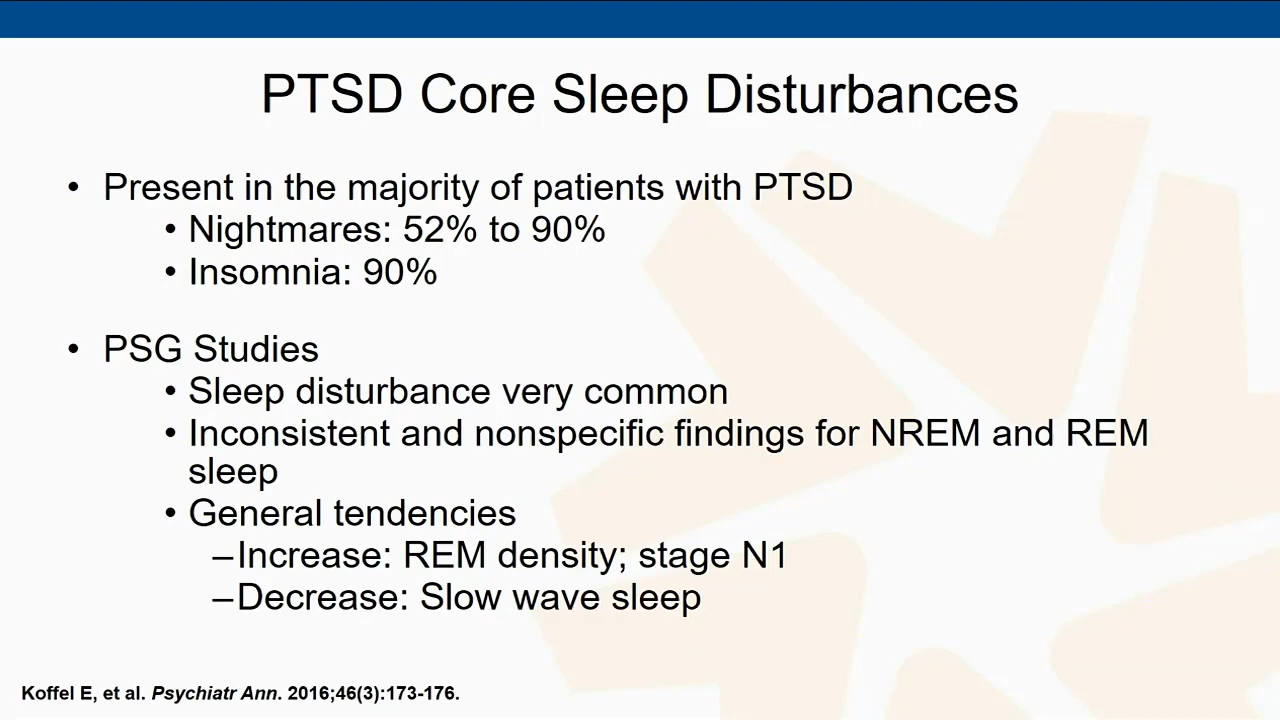 PTSD Core Sleep Disturbances
• Present in the majority of patients with PTSD
• Nightmares: 52% to 90%
• Insomnia: 90%
• PSG Studies
• Sleep disturbance very common
• Inconsistent and nonspecific findings for NREM and REM
sleep
• General tendencies
–Increase: REM density; stage N1
–Decrease: Slow wave sleep
Koffel E, et al. Psychiatr Ann. 2016;46(3):173-176.